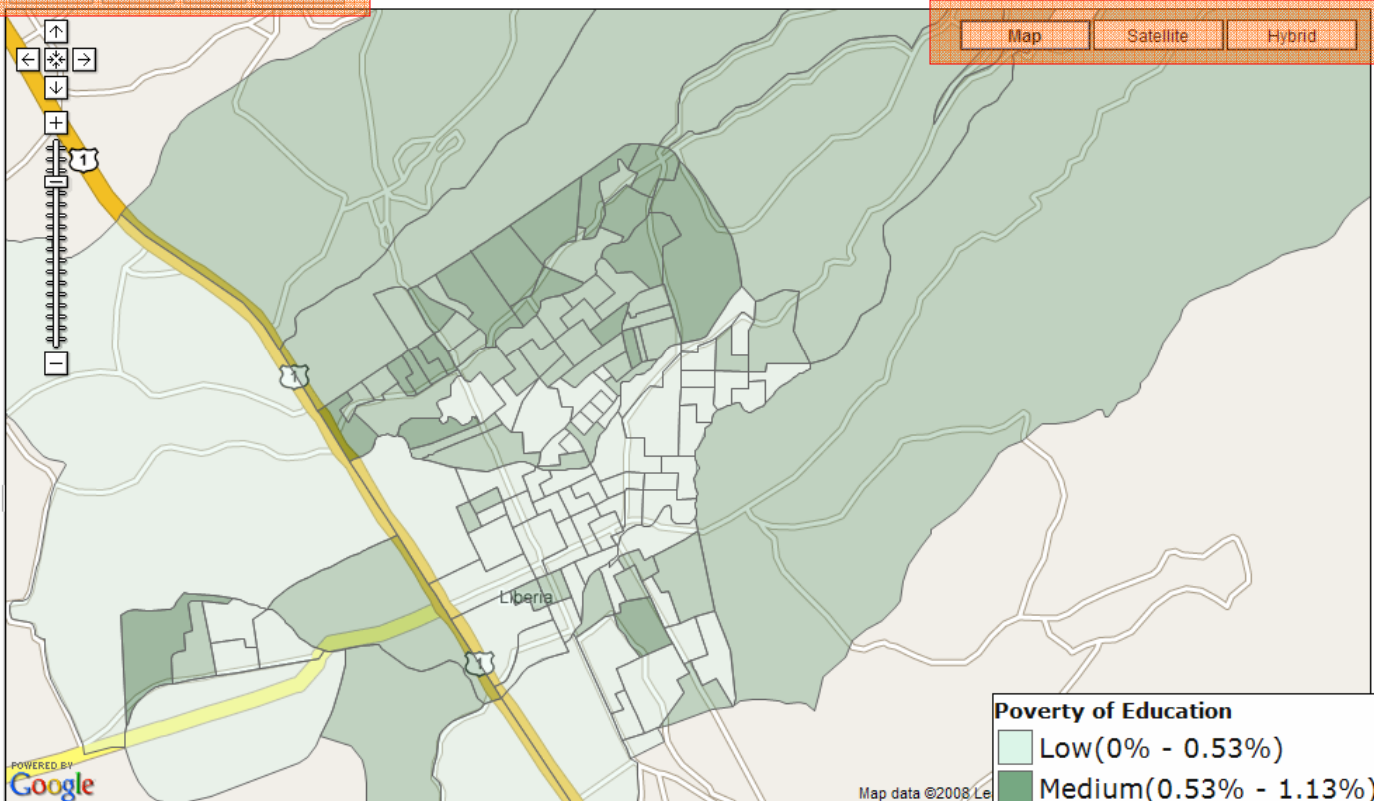 Map Satellite Hybrid
1
1
Liberia
1
Poverty of Education
Low(0% - 0.53%)
Medium(0.53% - 1.13%)
POWERED BY
Google
Map data ©2008 Le